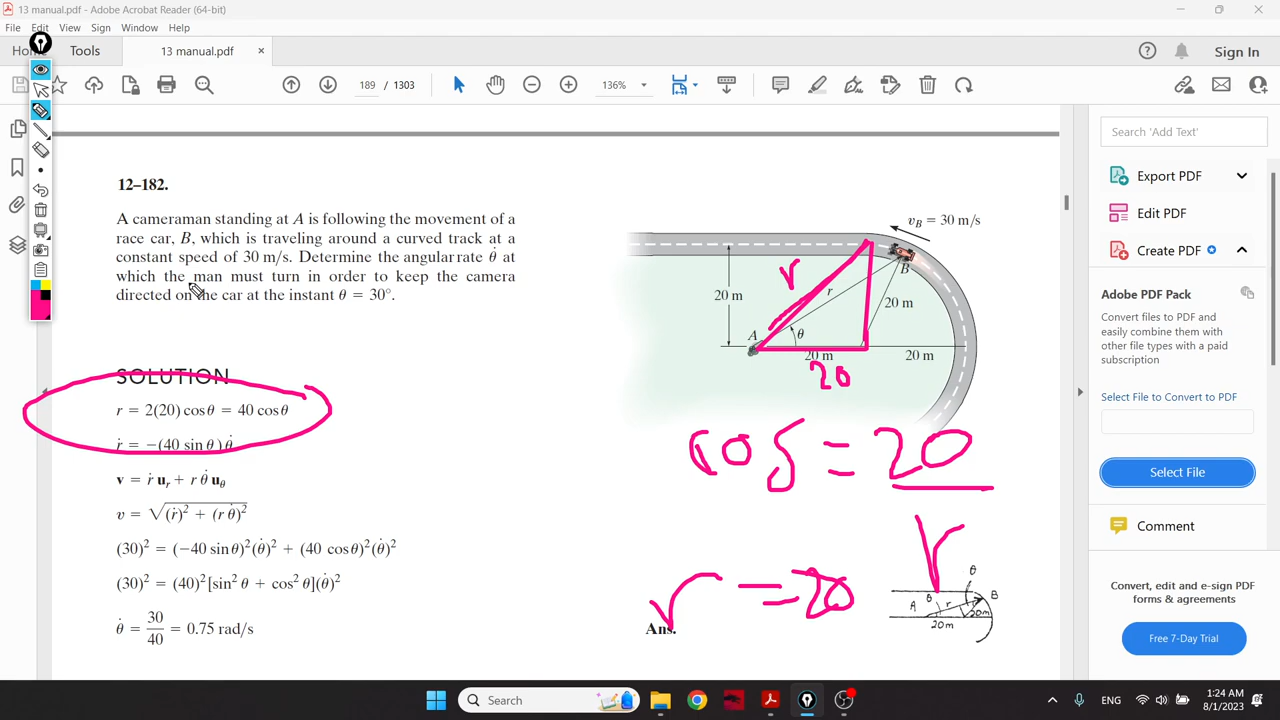 13 manual.pdf - Adobe Acrobat Reader (64-bit)
File Edit View Sign Window Help
Home Tools 13 manual.pdf × Sign In
189 / 1303 136%
12–182.
A cameraman standing at A is following the movement of a
race car, B, which is traveling around a curved track at a
constant speed of 30 m/s. Determine the angular rate θ̇ at
which the man must turn in order to keep the camera
directed on the car at the instant θ = 30°.
v_B = 30 m/s
B
20 m
r
r
20 m
A
θ
20 m 20 m
20
SOLUTION
r = 2(20) cos θ = 40 cos θ
ṙ = −(40 sin θ) θ̇
v = ṙ u_r + r θ̇ u_θ
v = √(ṙ)² + (r θ̇)²
(30)² = (−40 sin θ)² (θ̇)² + (40 cos θ)² (θ̇)²
(30)² = (40)² [sin² θ + cos² θ](θ̇)²
θ̇ = 30/40 = 0.75 rad/s
Ans.
cos = 20
r
r = 20
θ
B
B
A
r
20m
20m
Search 'Add Text'
Export PDF
Edit PDF
Create PDF
Adobe PDF Pack
Convert files to PDF and
easily combine them with
other file types with a paid
subscription
Select File to Convert to PDF
Select File
Comment
Convert, edit and e-sign PDF
forms & agreements
Free 7-Day Trial
Search
ENG
1:24 AM
8/1/2023